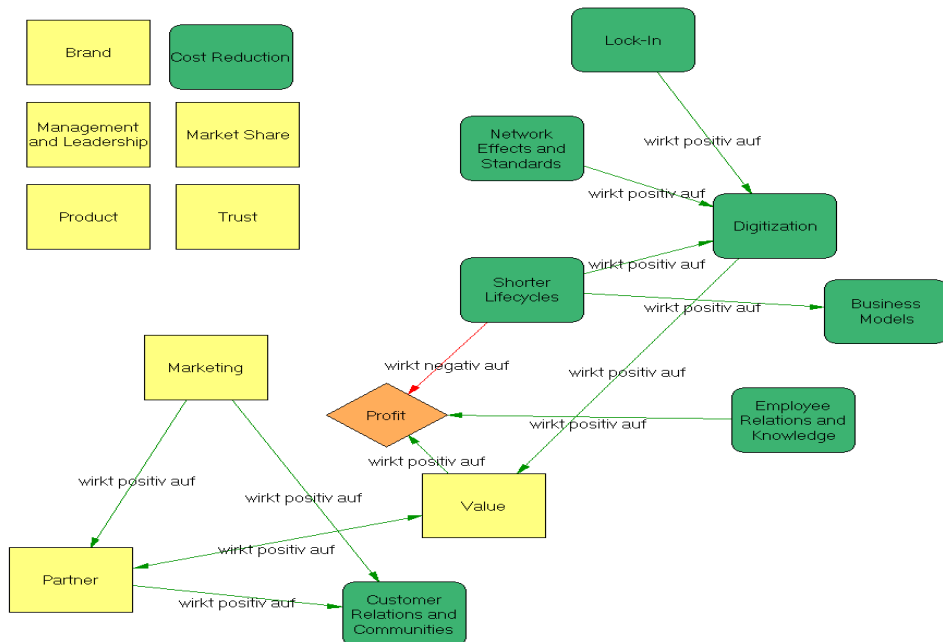 Brand
Cost Reduction
Lock-In
Management
and Leadership
Market Share
Network
Effects and
Standards
wirkt positiv auf
wirkt positiv auf
Product
Trust
Digitization
wirkt positiv auf
Shorter
Lifecycles
Business
Models
wirkt positiv auf
Marketing
wirkt negativ auf
wirkt positiv auf
Profit
Employee
Relations and
Knowledge
wirkt positiv auf
wirkt positiv auf
wirkt positiv auf
wirkt positiv auf
Value
wirkt positiv auf
Partner
wirkt positiv auf
Customer
Relations and
Communities